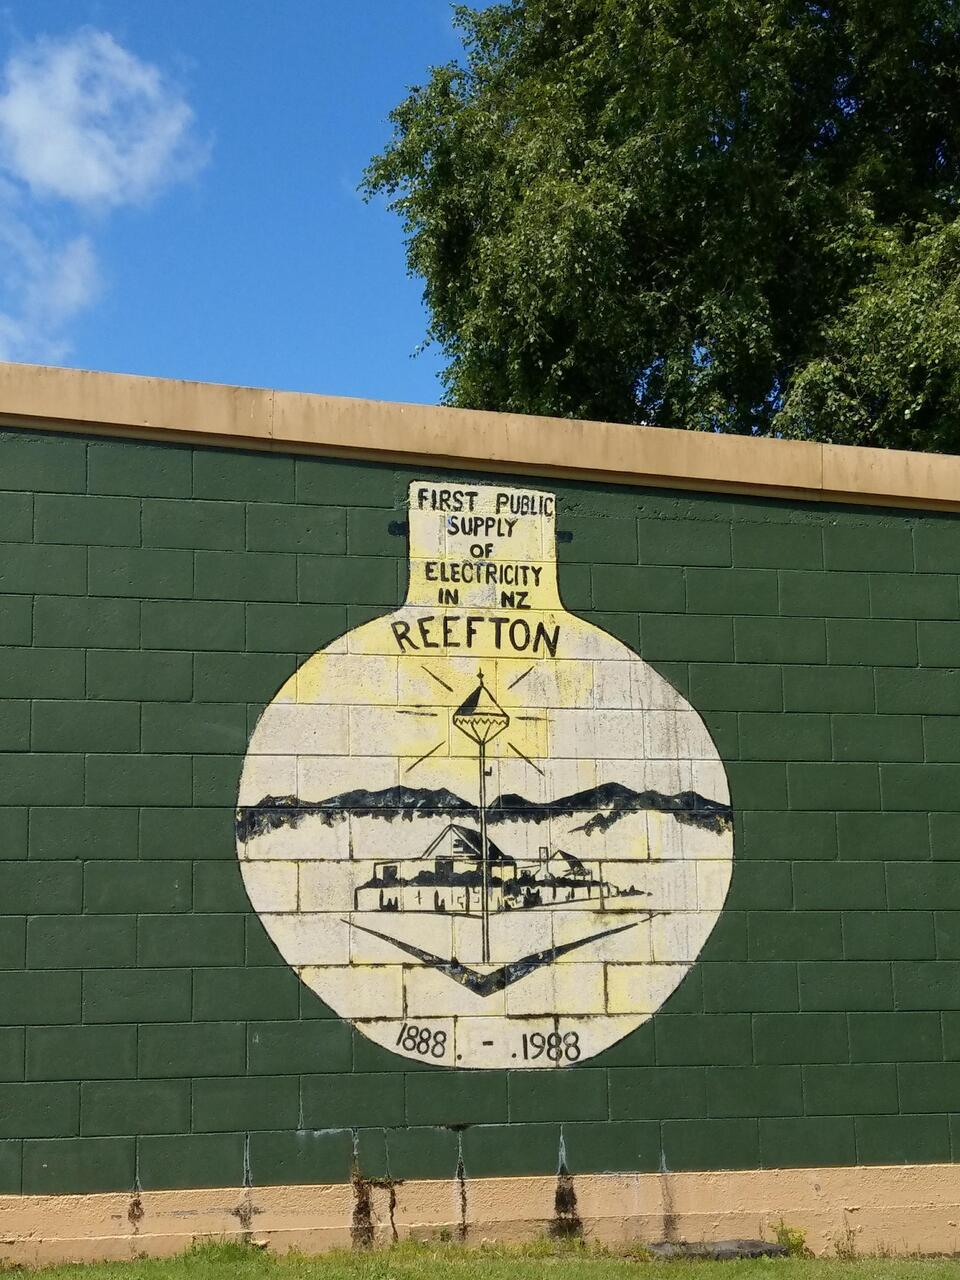 FIRST PUBLIC
SUPPLY
OF
ELECTRICITY
IN NZ
REEFTON
1888. - .1988